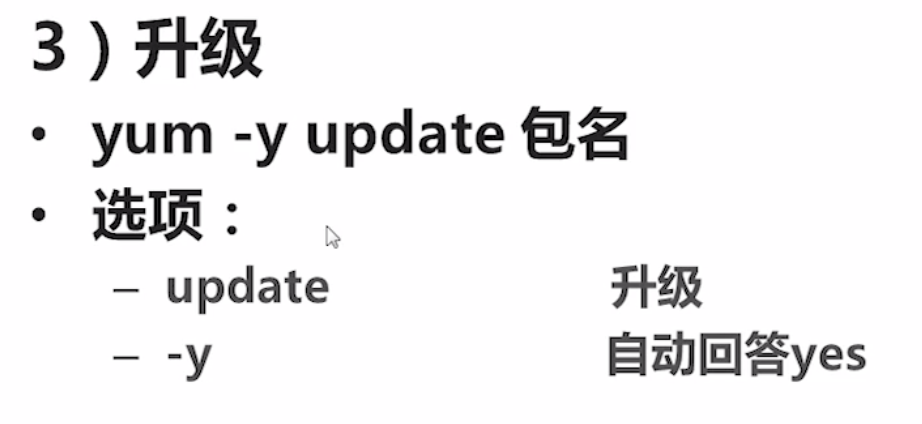 3）升级
• yum -y update 包名
• 选项：
– update 升级
– -y 自动回答yes